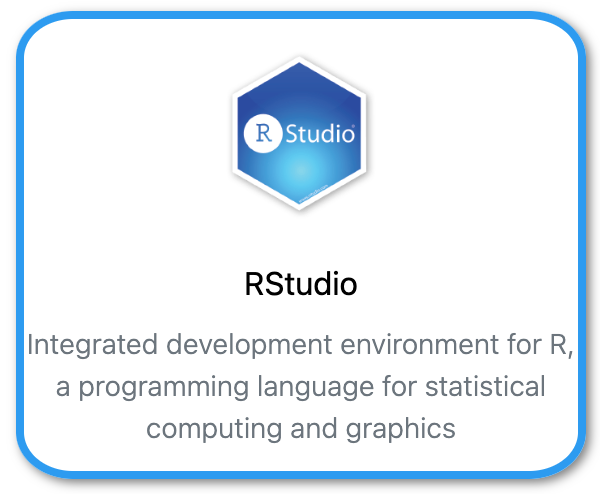 R Studio
RStudio
Integrated development environment for R,
a programming language for statistical
computing and graphics